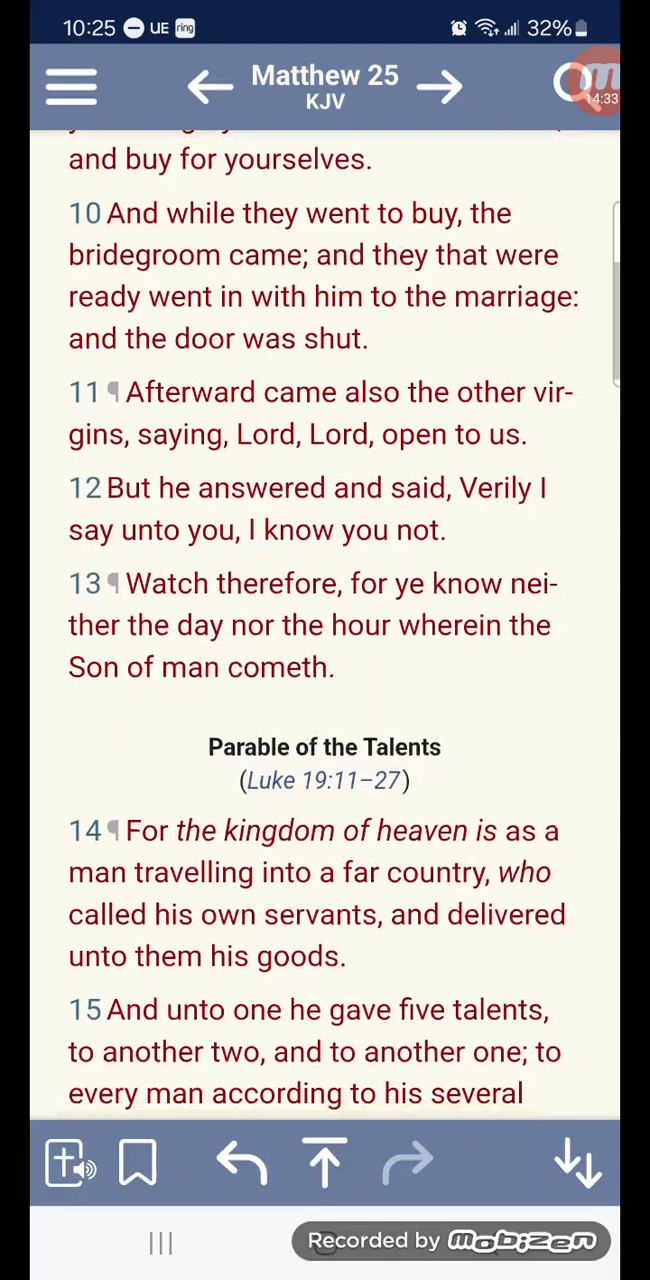 10:25 UE ring 32%
Matthew 25
KJV
14:33
and buy for yourselves.
10 And while they went to buy, the
bridegroom came; and they that were
ready went in with him to the marriage:
and the door was shut.
11 ¶ Afterward came also the other vir-
gins, saying, Lord, Lord, open to us.
12 But he answered and said, Verily I
say unto you, I know you not.
13 ¶ Watch therefore, for ye know nei-
ther the day nor the hour wherein the
Son of man cometh.
Parable of the Talents
(Luke 19:11–27)
14 ¶ For the kingdom of heaven is as a
man travelling into a far country, who
called his own servants, and delivered
unto them his goods.
15 And unto one he gave five talents,
to another two, and to another one; to
every man according to his several
Recorded by mobizen